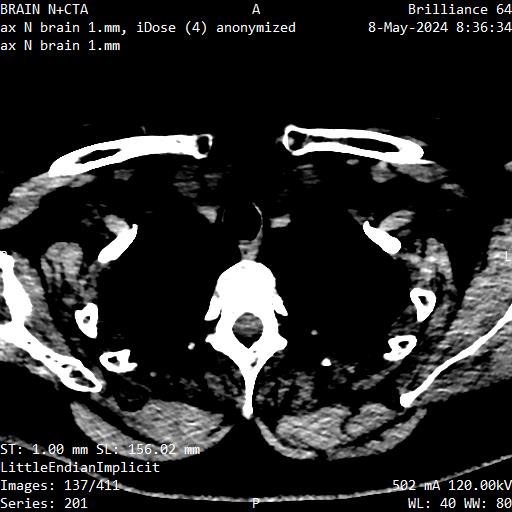 BRAIN N+CTA
A
Brilliance 64
ax N brain 1.mm, iDose (4) anonymized
8-May-2024 8:36:34
ax N brain 1.mm
L
ST: 1.00 mm SL: 156.02 mm
LittleEndianImplicit
Images: 137/411
502 mA 120.00kV
Series: 201
P
WL: 40 WW: 80